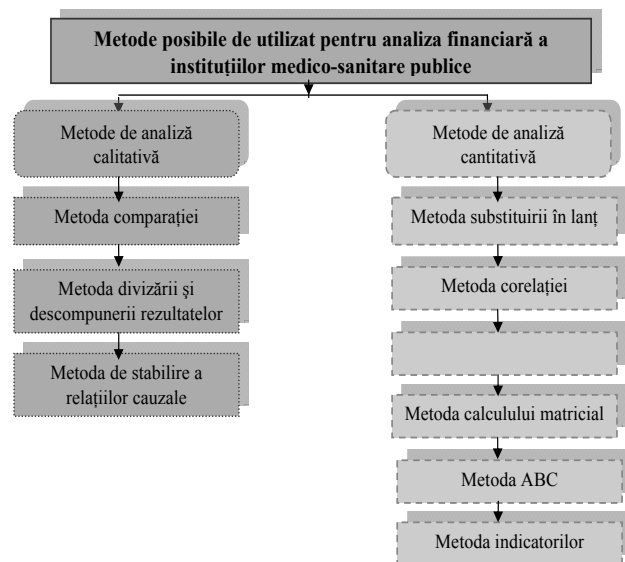 Metode posibile de utilizat pentru analiza financiară a
instituțiilor medico-sanitare publice
Metode de analiză
calitativă
Metoda comparației
Metoda divizării şi
descompunerii rezultatelor
Metoda de stabilire a
relațiilor cauzale
Metode de analiză
cantitativă
Metoda substituirii în lanț
Metoda corelației
Metoda calculului matricial
Metoda ABC
Metoda indicatorilor